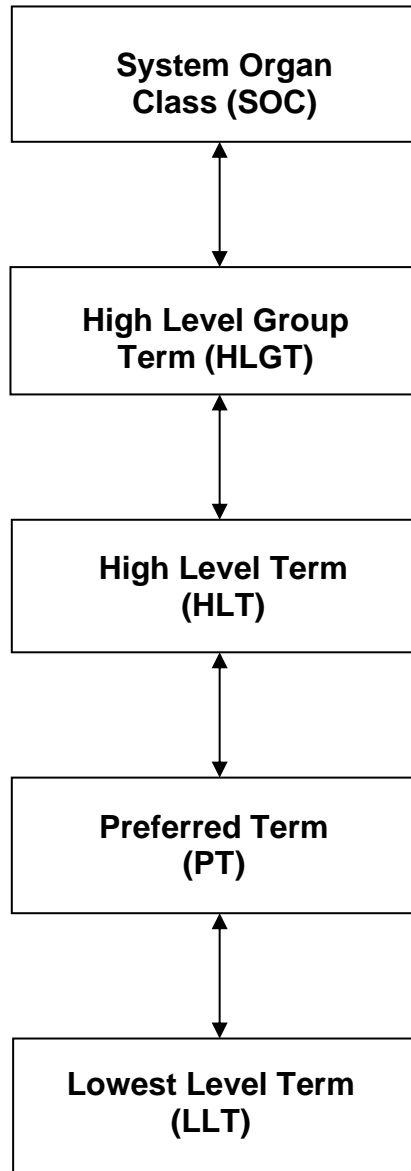 System Organ
Class (SOC)
High Level Group
Term (HLGT)
High Level Term
(HLT)
Preferred Term
(PT)
Lowest Level Term
(LLT)